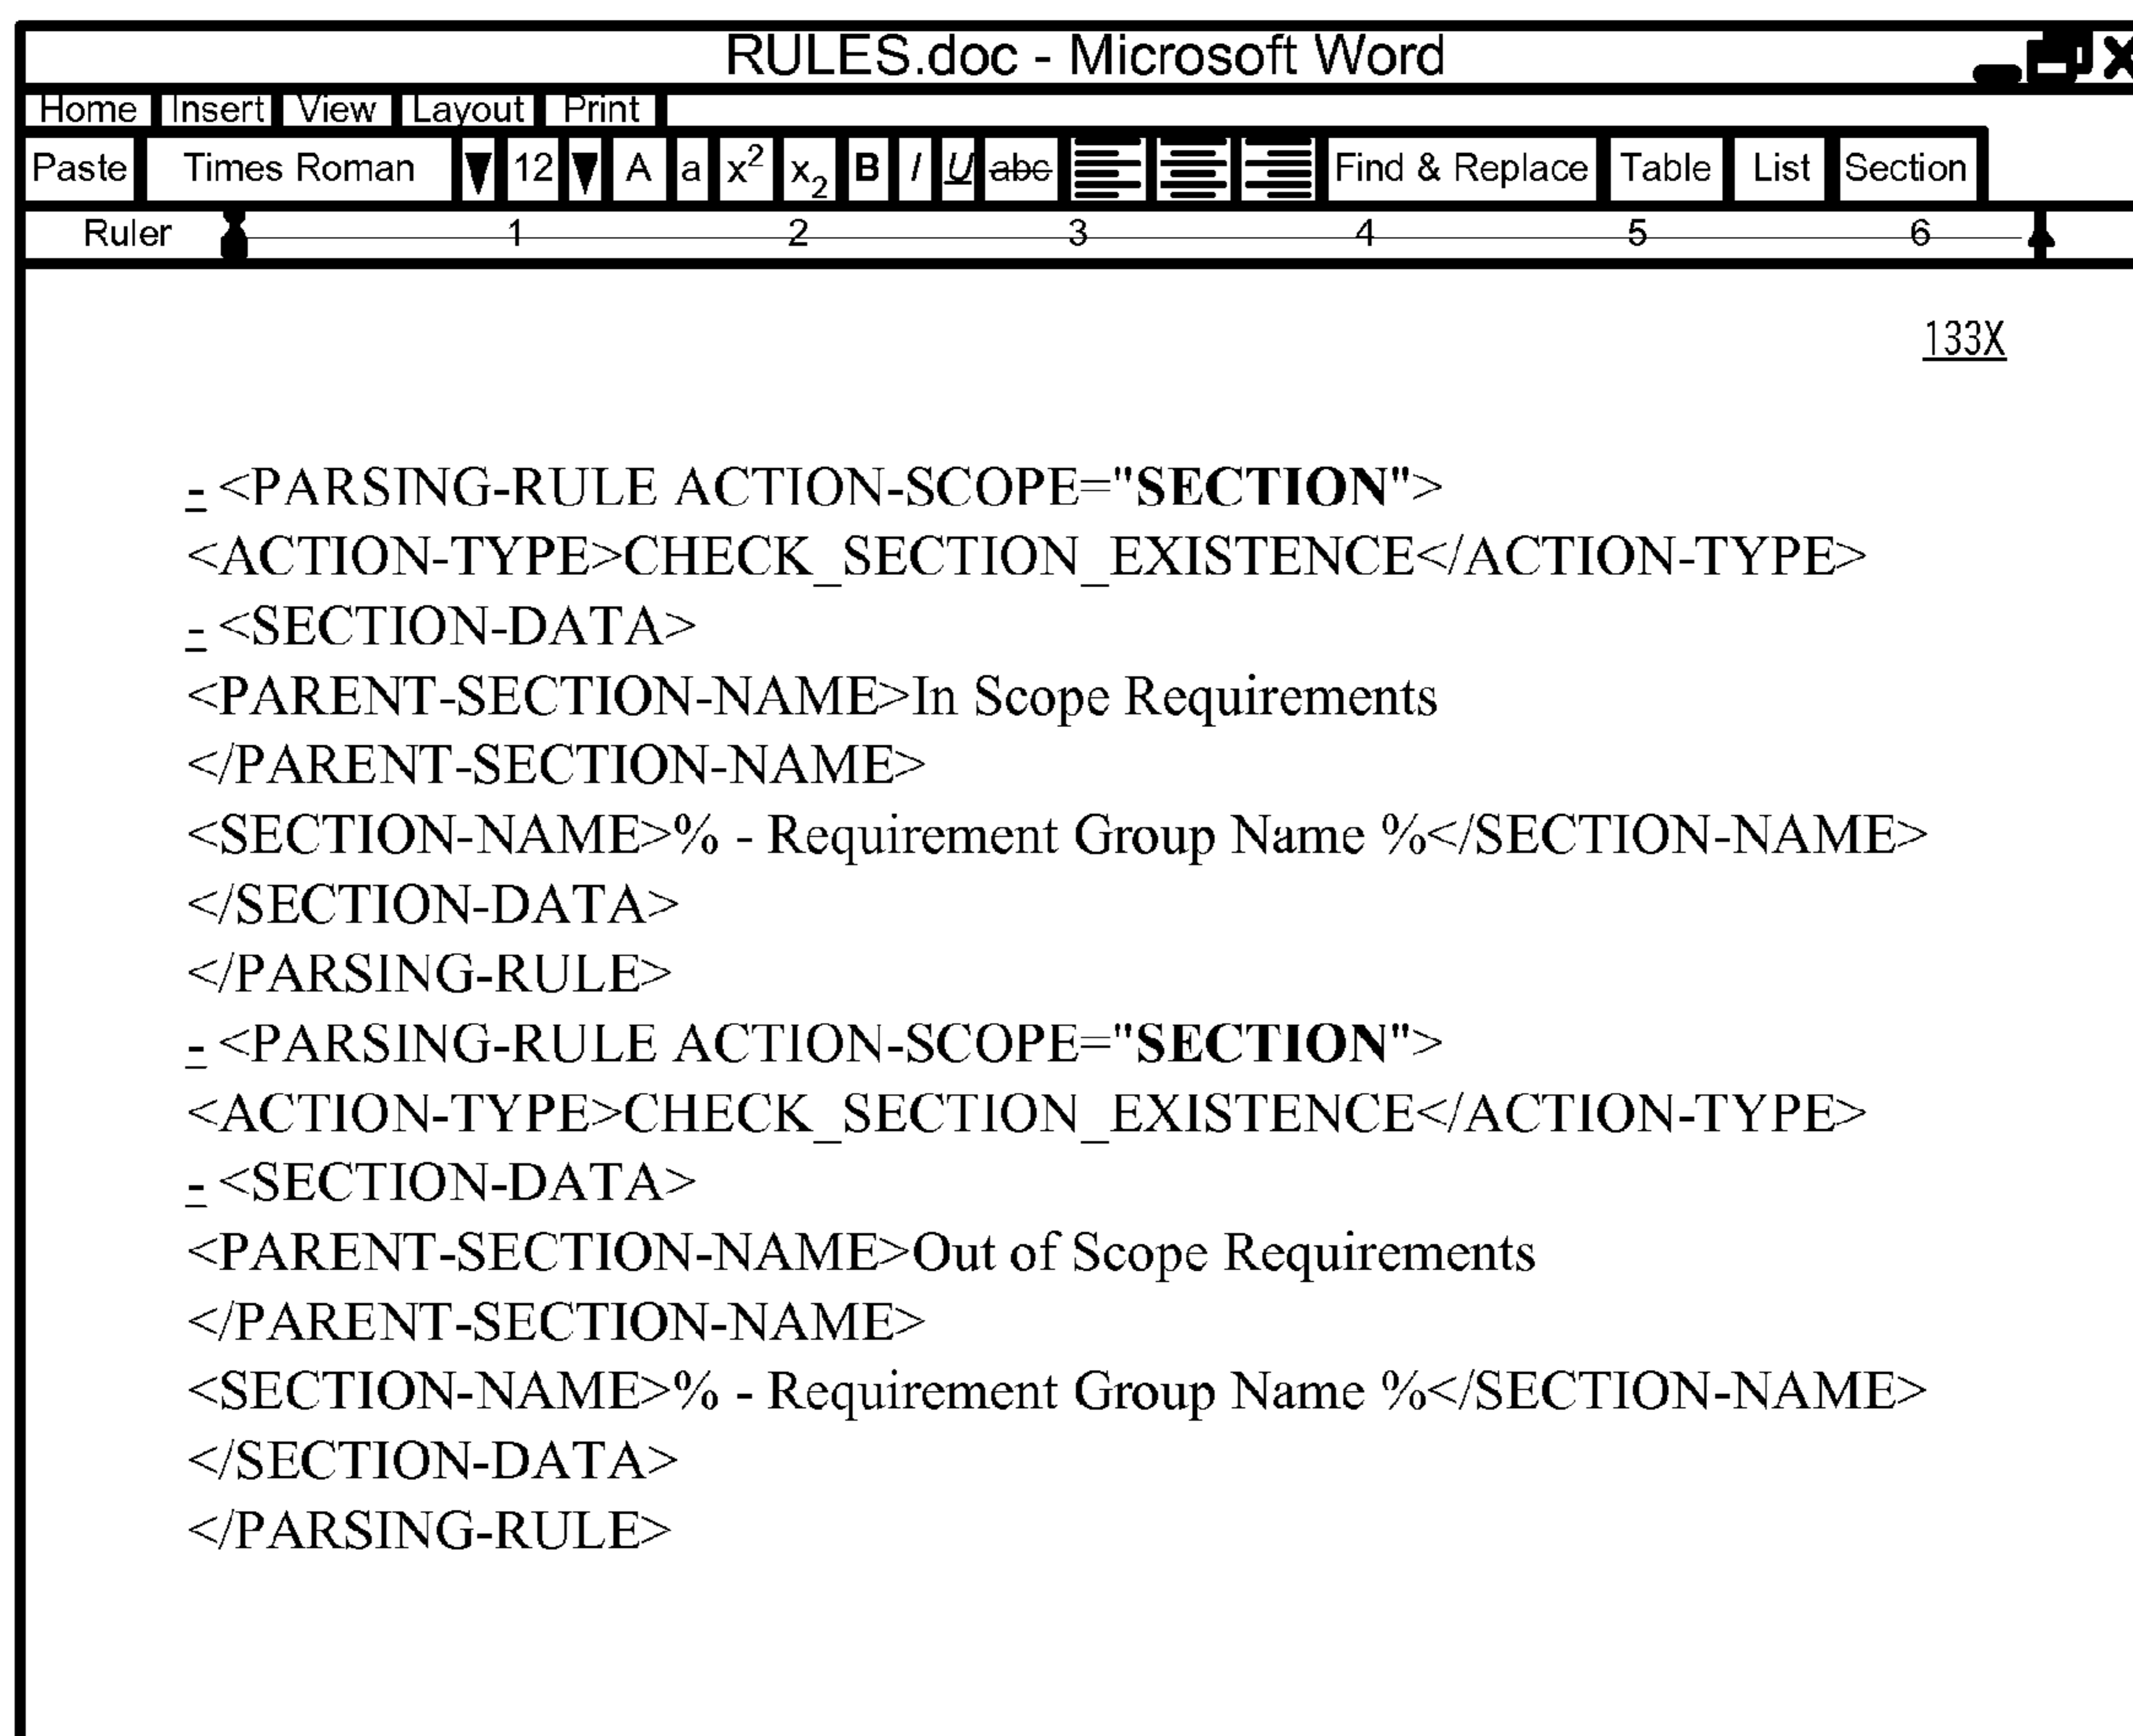 RULES.doc - Microsoft Word
Home Insert View Layout Print
Paste Times Roman 12 A a x² x₂ B I U abc Find & Replace Table List Section
Ruler 1 2 3 4 5 6
133X
- <PARSING-RULE ACTION-SCOPE="SECTION">
<ACTION-TYPE>CHECK_SECTION_EXISTENCE</ACTION-TYPE>
- <SECTION-DATA>
<PARENT-SECTION-NAME>In Scope Requirements
</PARENT-SECTION-NAME>
<SECTION-NAME>% - Requirement Group Name %</SECTION-NAME>
</SECTION-DATA>
</PARSING-RULE>
- <PARSING-RULE ACTION-SCOPE="SECTION">
<ACTION-TYPE>CHECK_SECTION_EXISTENCE</ACTION-TYPE>
- <SECTION-DATA>
<PARENT-SECTION-NAME>Out of Scope Requirements
</PARENT-SECTION-NAME>
<SECTION-NAME>% - Requirement Group Name %</SECTION-NAME>
</SECTION-DATA>
</PARSING-RULE>